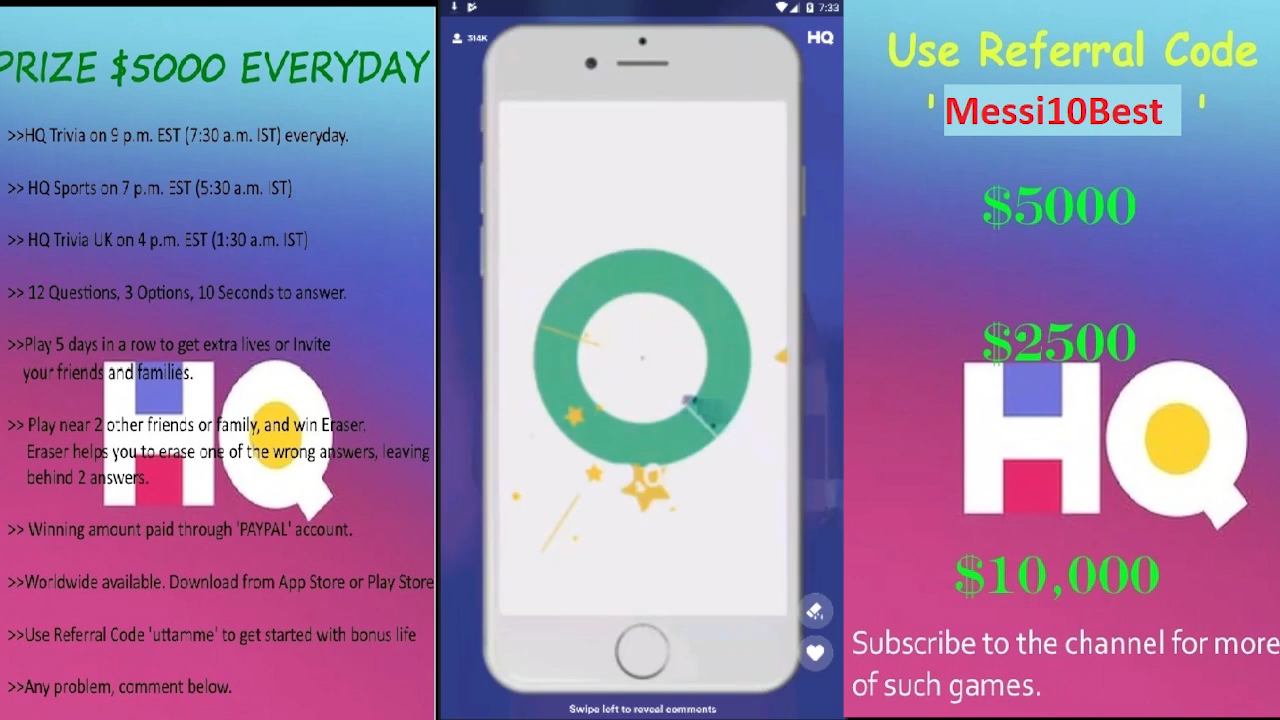 PRIZE $5000 EVERYDAY
>>HQ Trivia on 9 p.m. EST (7:30 a.m. IST) everyday.
>> HQ Sports on 7 p.m. EST (5:30 a.m. IST)
>> HQ Trivia UK on 4 p.m. EST (1:30 a.m. IST)
>> 12 Questions, 3 Options, 10 Seconds to answer.
>>Play 5 days in a row to get extra lives or Invite
your friends and families.
>> Play near 2 other friends or family, and win Eraser.
Eraser helps you to erase one of the wrong answers, leaving
behind 2 answers.
HQ
>> Winning amount paid through 'PAYPAL' account.
>>Worldwide available. Download from App Store or Play Store
>>Use Referral Code 'uttamme' to get started with bonus life
>>Any problem, comment below.
7:33
314K
HQ
Swipe left to reveal comments
Use Referral Code
' Messi10Best '
$5000
$2500
HQ
$10,000
Subscribe to the channel for more
of such games.